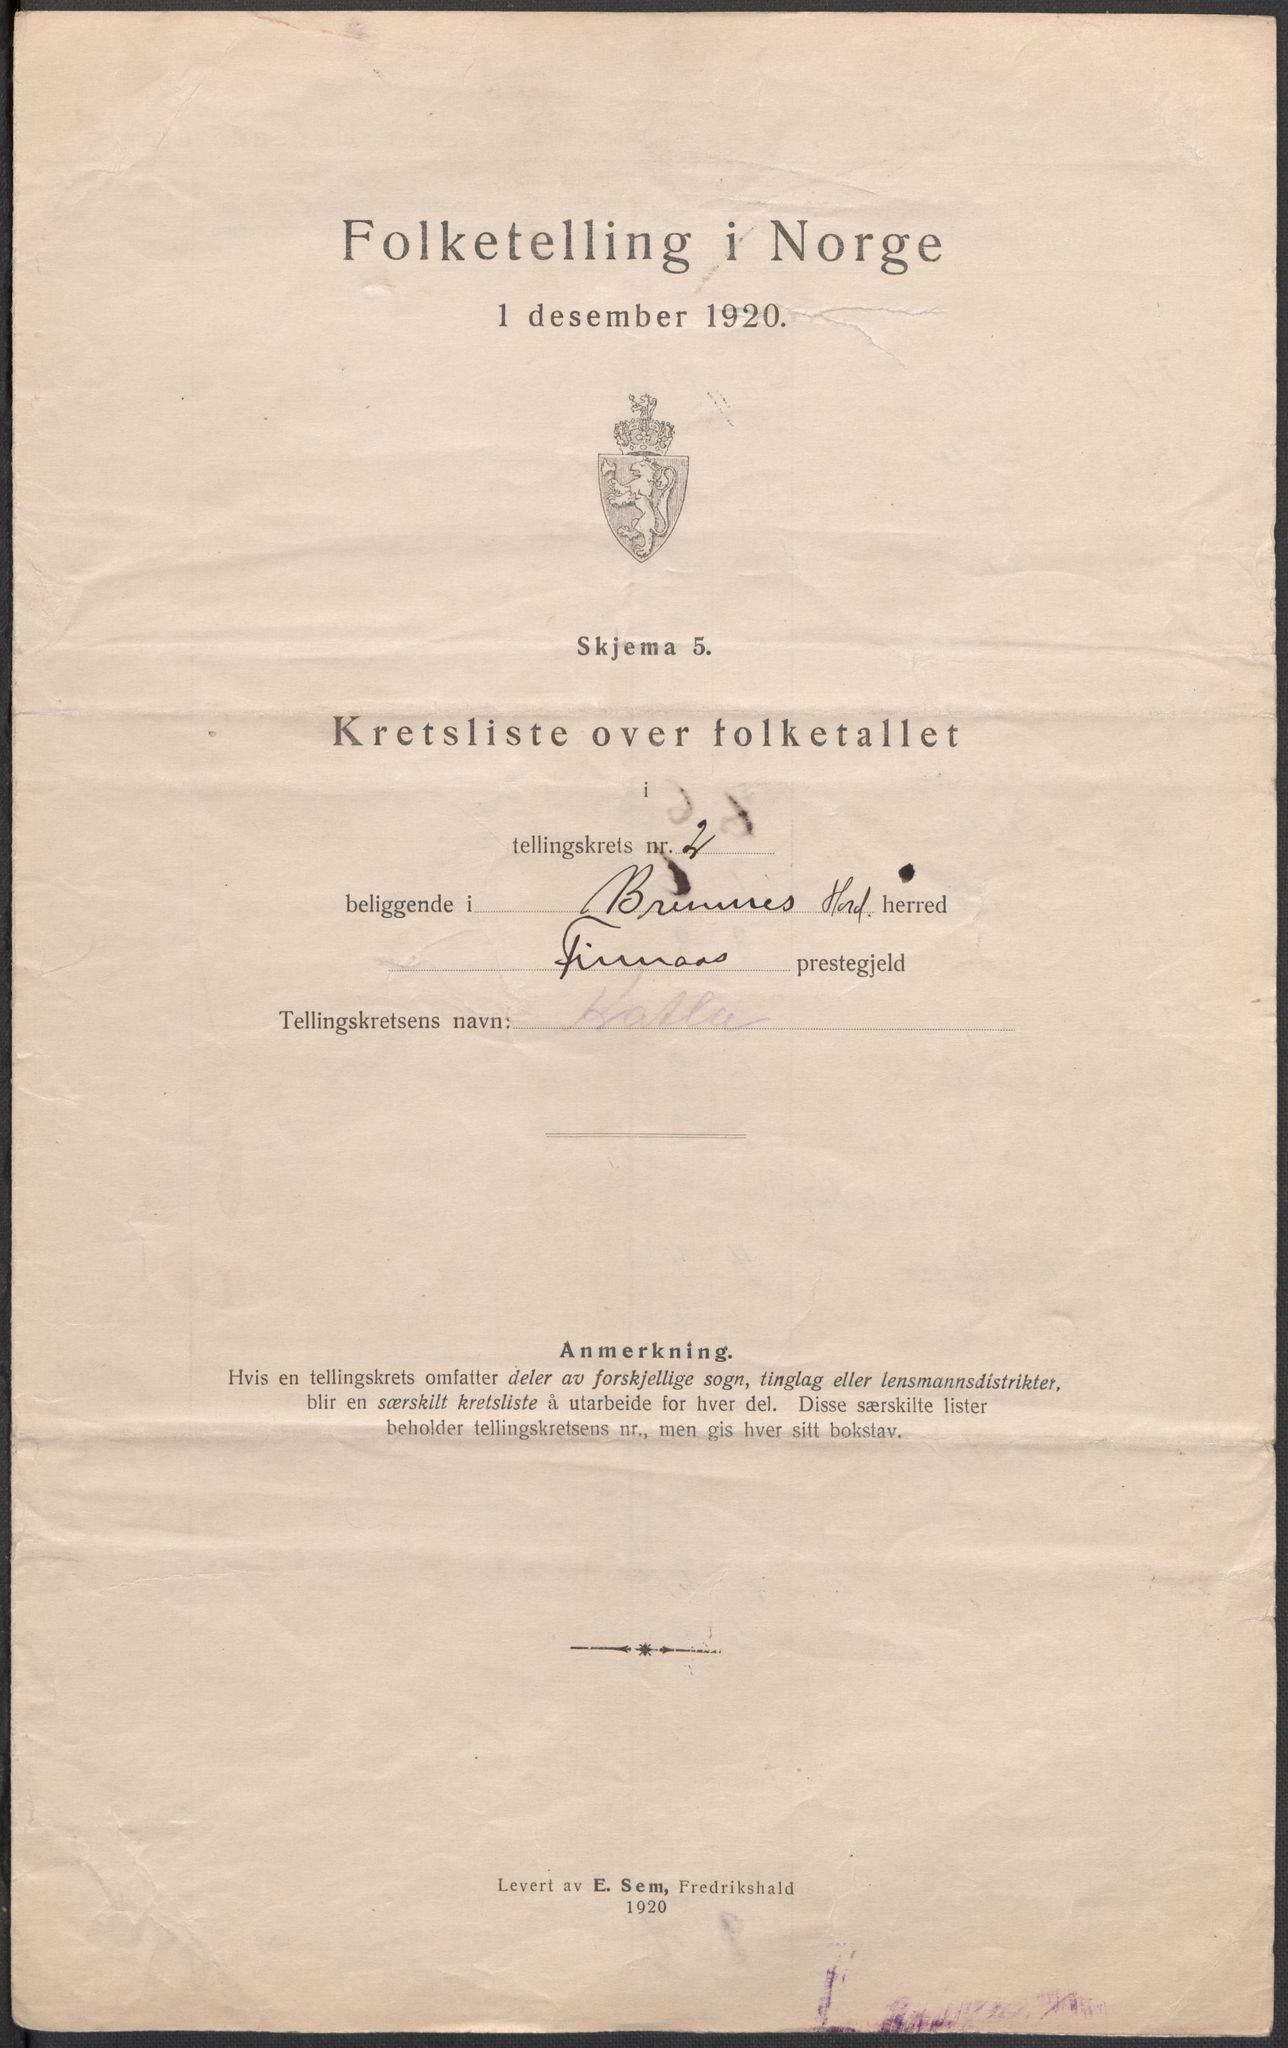 Folketelling i Norge
1 desember 1920.
Skjema 5.
Kretsliste over folketallet
i
tellingskrets nr. 2
beliggende i Bremnes Hord. herred
Finnaas prestegjeld
Tellingskretsens navn: Katla
Anmerkning.
Hvis en tellingskrets omfatter deler av forskjellige sogn, tinglag eller lensmannsdistrikter,
blir en særskilt kretsliste å utarbeide for hver del. Disse særskilte lister
beholder tellingskretsens nr., men gis hver sitt bokstav.
Levert av E. Sem, Fredrikshald
1920